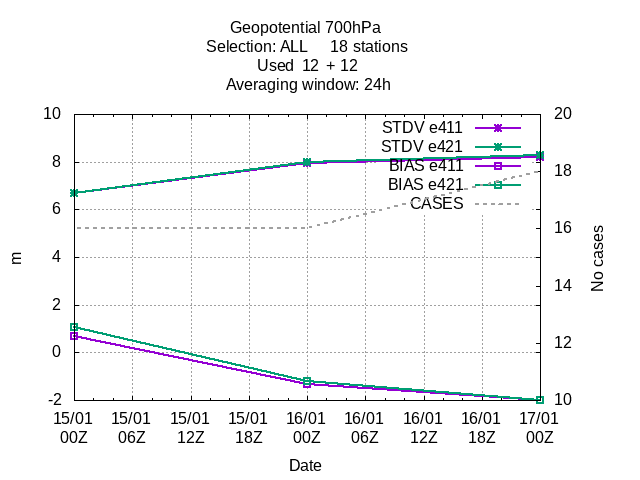 Geopotential 700hPa
Selection: ALL 18 stations
Used 12 + 12
Averaging window: 24h
10
8
6
4
2
0
-2
m
20
18
16
14
12
10
No cases
STDV e411
STDV e421
BIAS e411
BIAS e421
CASES
15/01 15/01 15/01 15/01 16/01 16/01 16/01 16/01 17/01
00Z 06Z 12Z 18Z 00Z 06Z 12Z 18Z 00Z
Date